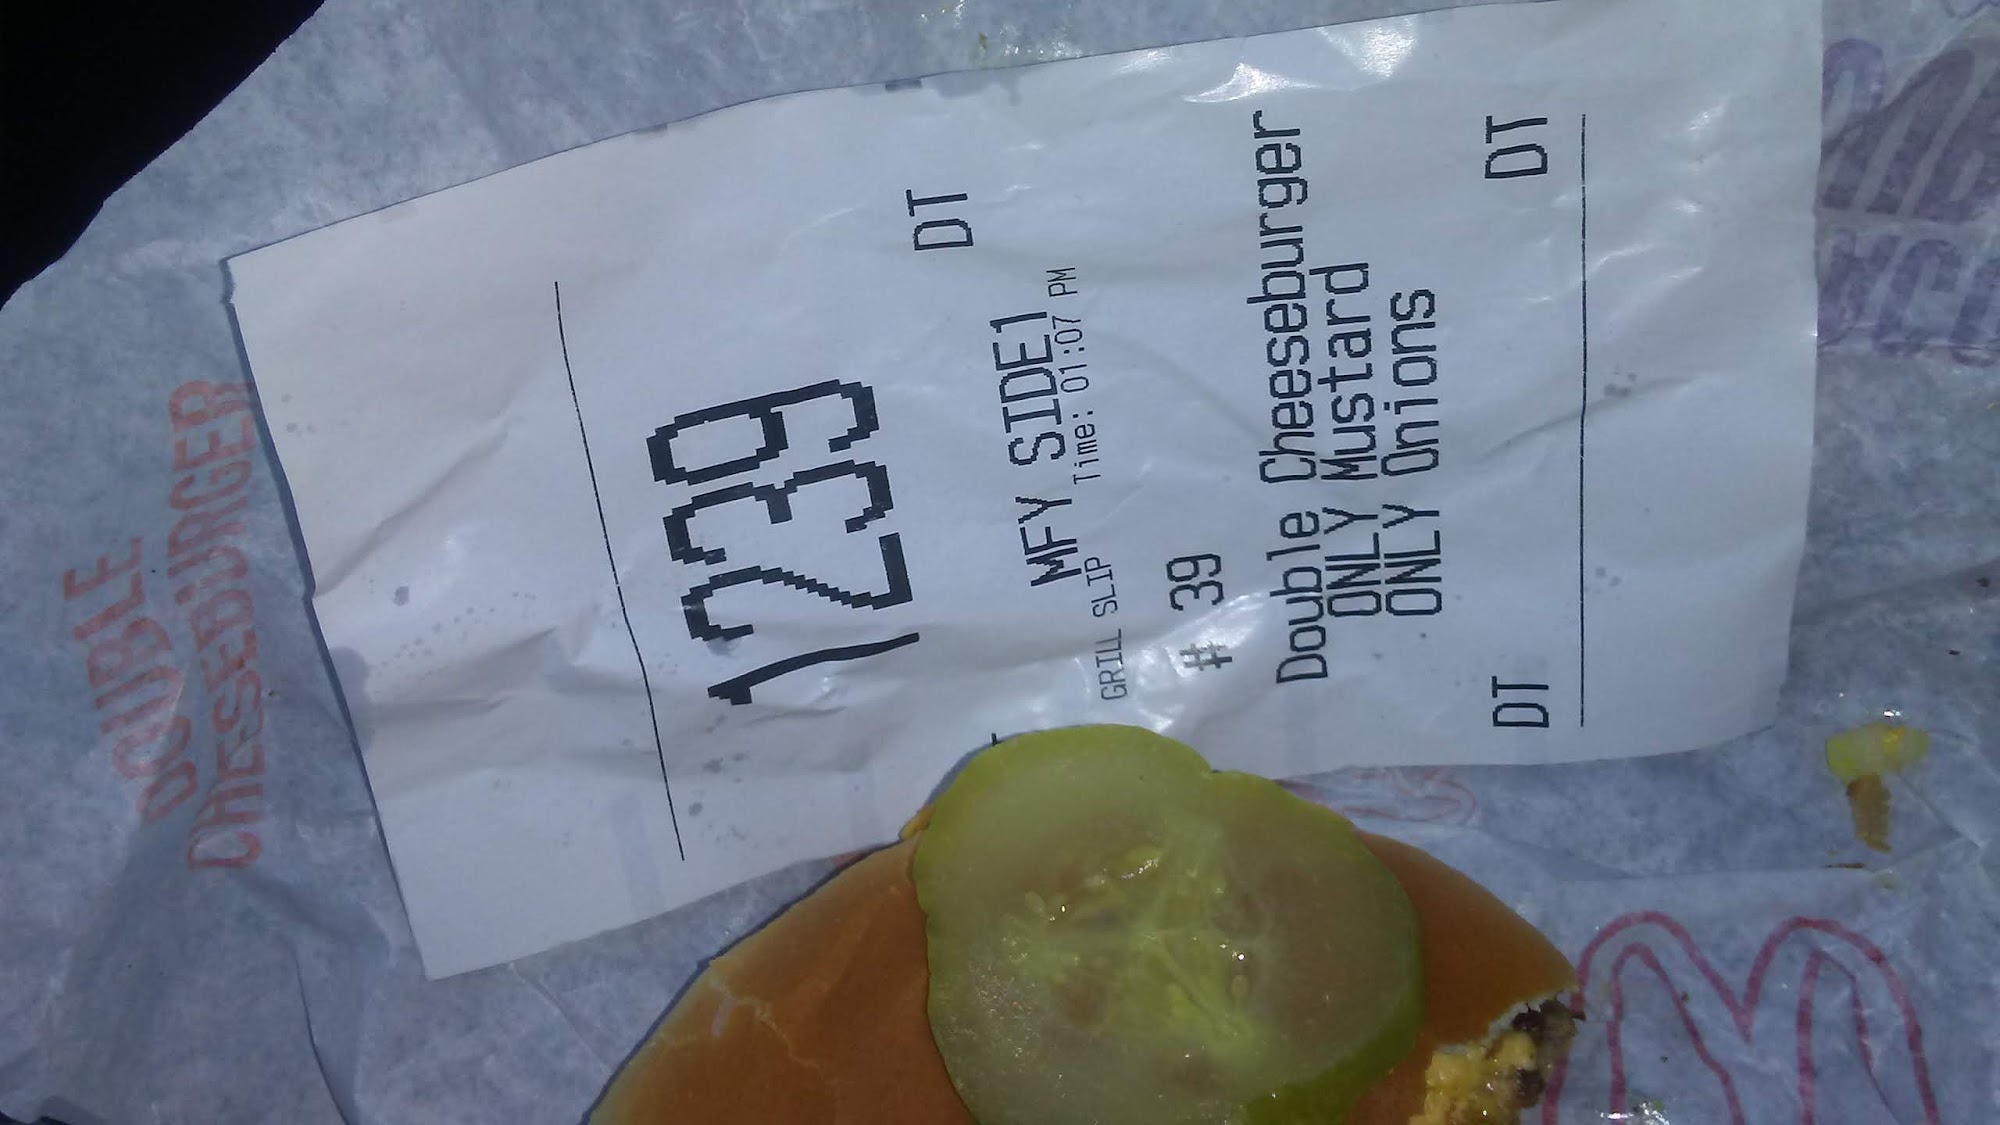 1239
DT
MFY SIDE1
Time: 01:07 PM
GRILL SLIP
# 39
Double Cheeseburger
ONLY Mustard
ONLY Onions
DT DT
DOUBLE
CHEESEBURGER